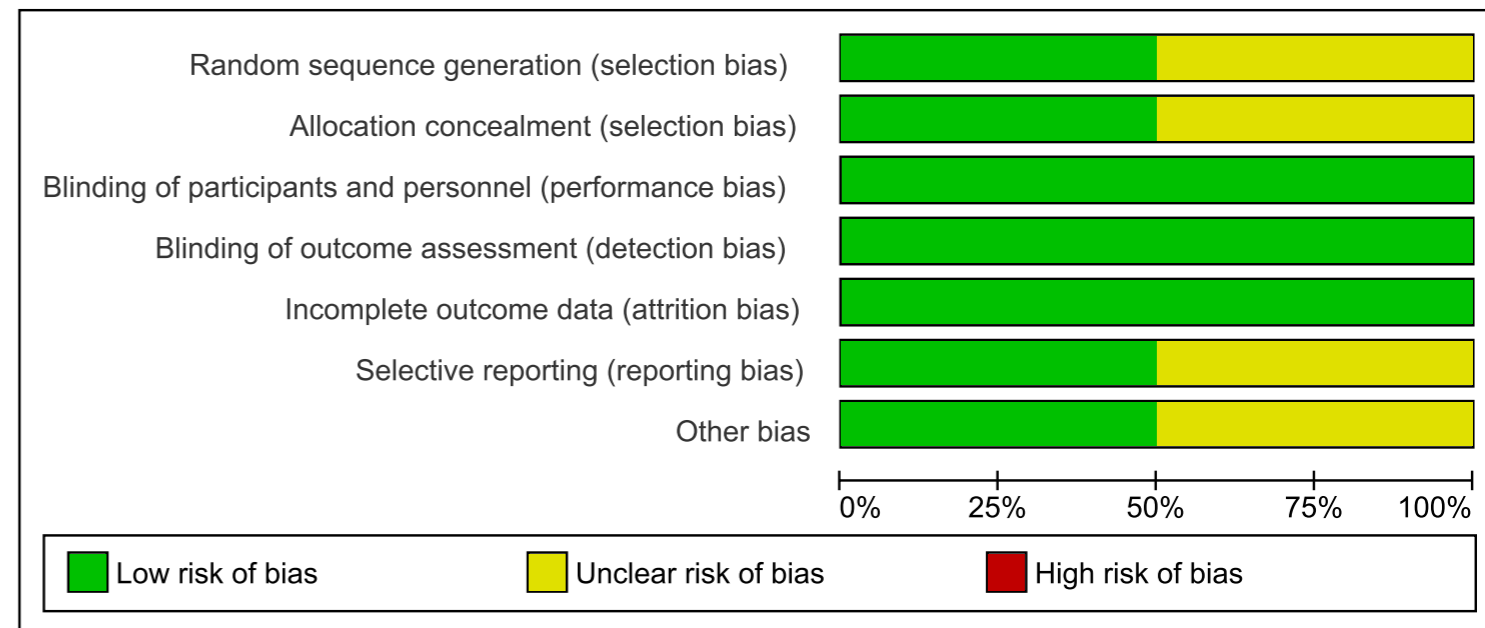 Random sequence generation (selection bias)
Allocation concealment (selection bias)
Blinding of participants and personnel (performance bias)
Blinding of outcome assessment (detection bias)
Incomplete outcome data (attrition bias)
Selective reporting (reporting bias)
Other bias
0% 25% 50% 75% 100%
Low risk of bias Unclear risk of bias High risk of bias